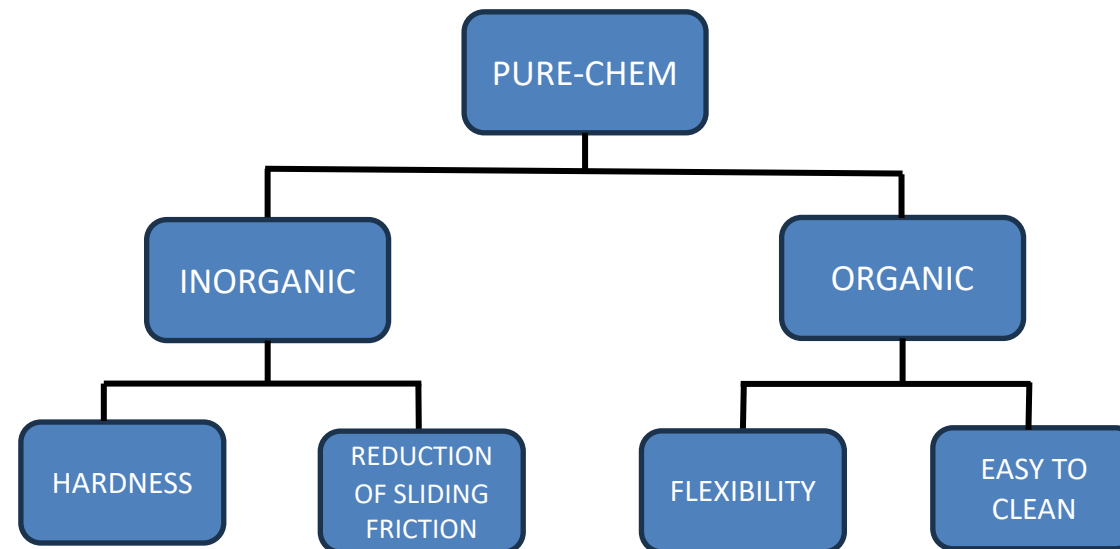 PURE-CHEM
INORGANIC
ORGANIC
HARDNESS
REDUCTION
OF SLIDING
FRICTION
FLEXIBILITY
EASY TO
CLEAN